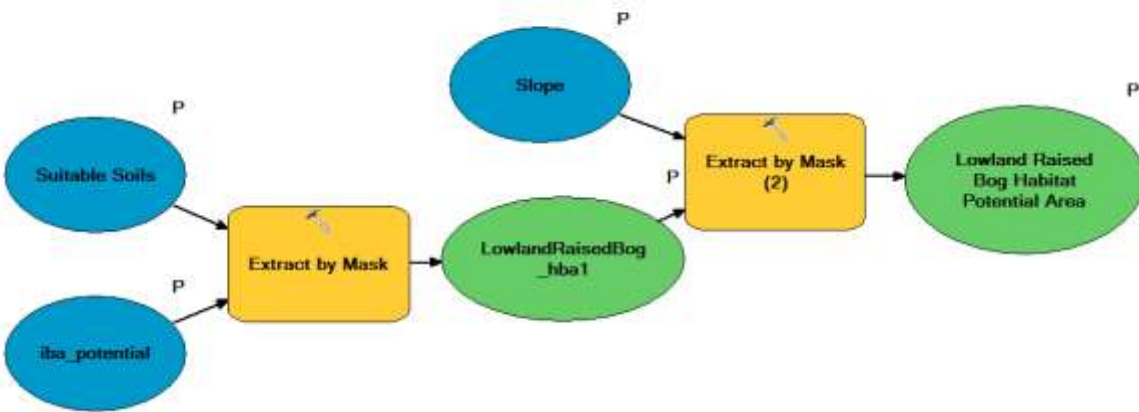 P
Slope
P
P
Suitable Soils
Extract by Mask
(2)
Lowland Raised
Bog Habitat
Potential Area
P
P
Extract by Mask
LowlandRaisedBog
_hba1
iba_potential